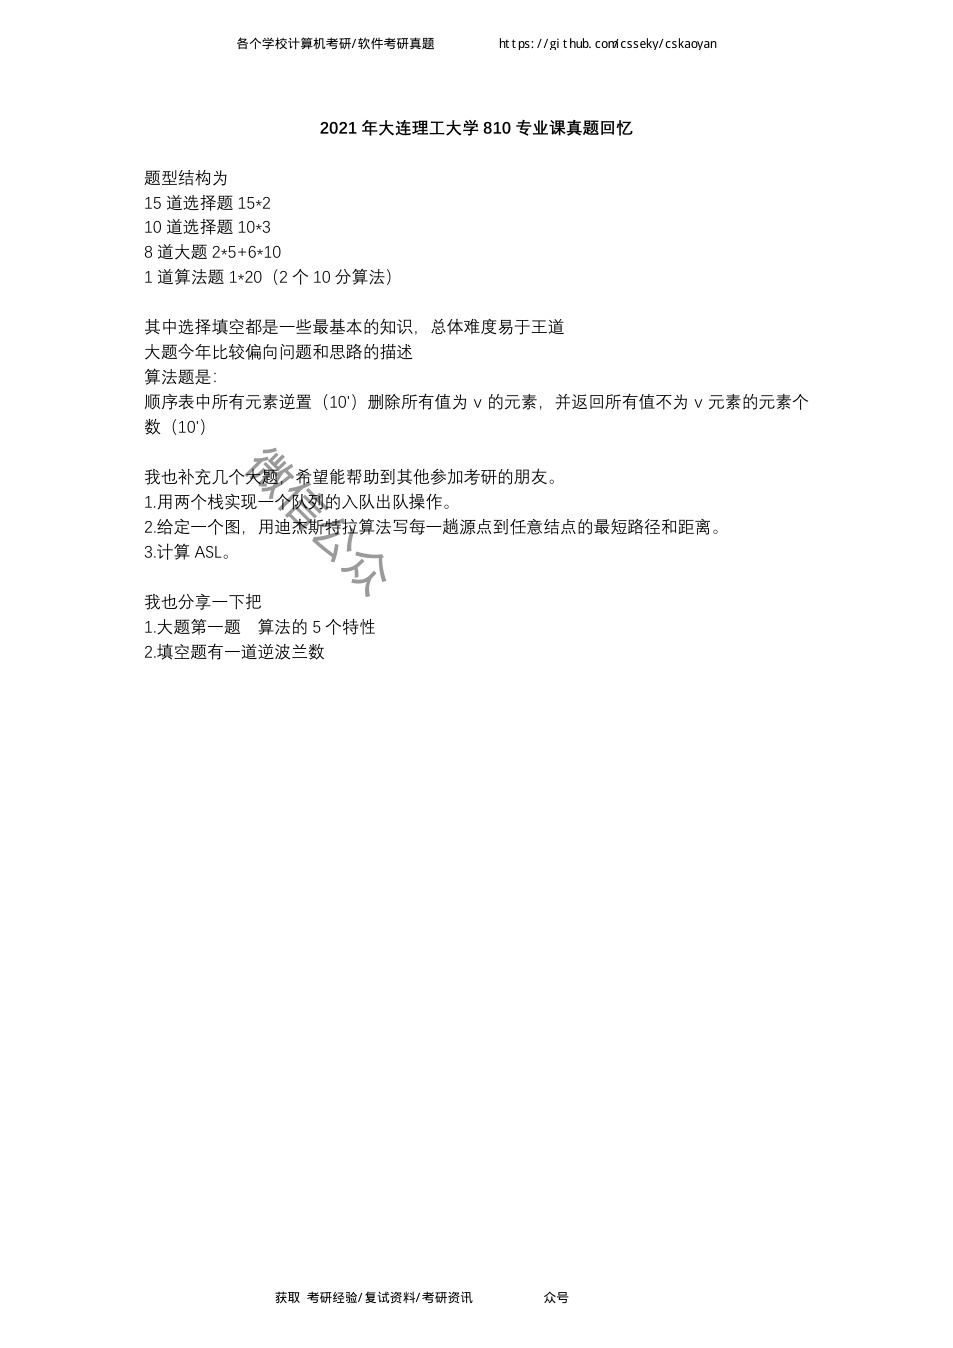 各个学校计算机考研/软件考研真题 https://github.com/csseky/cskaoyan
2021 年大连理工大学 810 专业课真题回忆
题型结构为
15 道选择题 15*2
10 道选择题 10*3
8 道大题 2*5+6*10
1 道算法题 1*20（2 个 10 分算法）
其中选择填空都是一些最基本的知识，总体难度易于王道
大题今年比较偏向问题和思路的描述
算法题是：
顺序表中所有元素逆置（10'）删除所有值为 v 的元素，并返回所有值不为 v 元素的元素个
数（10'）
我也补充几个大题，希望能帮助到其他参加考研的朋友。
1.用两个栈实现一个队列的入队出队操作。
2.给定一个图，用迪杰斯特拉算法写每一趟源点到任意结点的最短路径和距离。
3.计算 ASL。
微信公众
我也分享一下把
1.大题第一题 算法的 5 个特性
2.填空题有一道逆波兰数
获取 考研经验/复试资料/考研资讯 众号